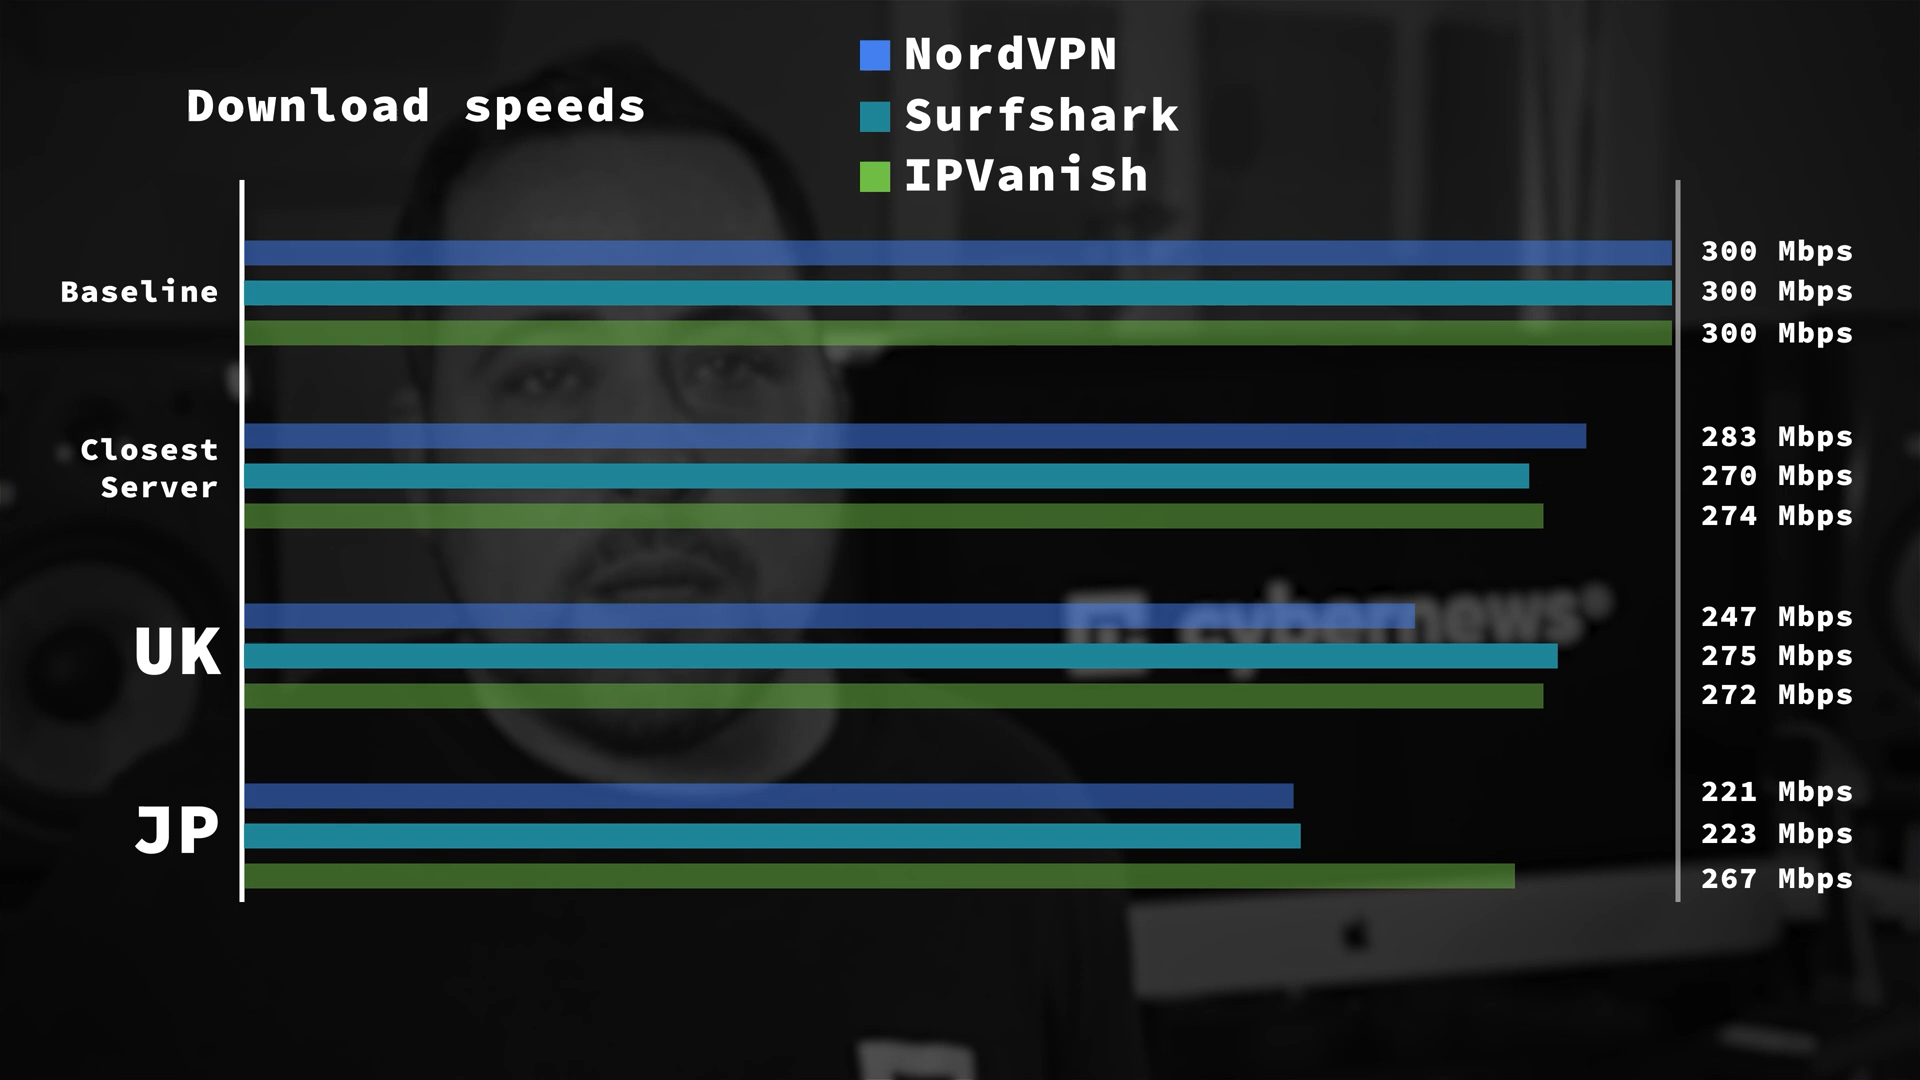 Download speeds
NordVPN
Surfshark
IPVanish
Baseline
300 Mbps
300 Mbps
300 Mbps
Closest
Server
283 Mbps
270 Mbps
274 Mbps
cybernews®
UK
247 Mbps
275 Mbps
272 Mbps
JP
221 Mbps
223 Mbps
267 Mbps